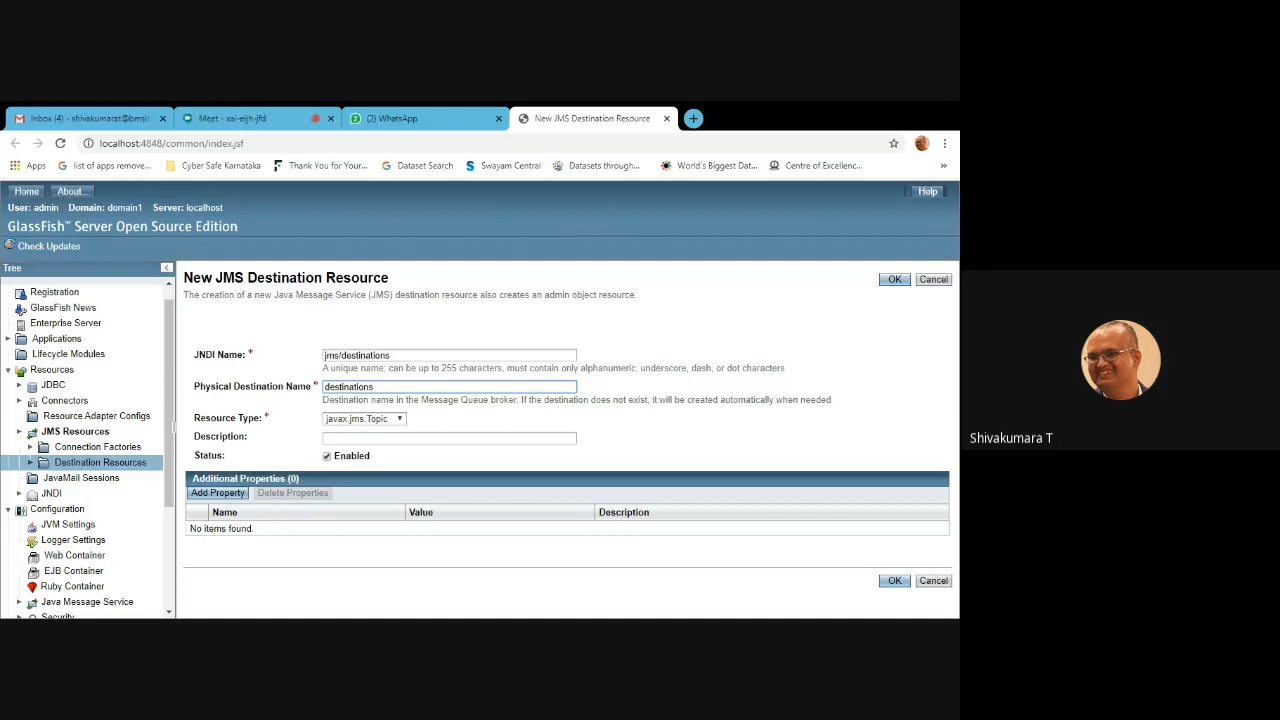 Inbox (4) - shivakumarat@bmsit.
Meet - xai-eijh-jfd
(2) WhatsApp
New JMS Destination Resource
localhost:4848/common/index.jsf
Apps
list of apps remove...
Cyber Safe Karnataka
Thank You for Your...
Dataset Search
Swayam Central
Datasets through...
World's Biggest Dat...
Centre of Excellenc...
»
Home
About...
Help
User: admin Domain: domain1 Server: localhost
GlassFish™ Server Open Source Edition
Check Updates
Tree
Registration
GlassFish News
Enterprise Server
Applications
Lifecycle Modules
Resources
JDBC
Connectors
Resource Adapter Configs
JMS Resources
Connection Factories
Destination Resources
JavaMail Sessions
JNDI
Configuration
JVM Settings
Logger Settings
Web Container
EJB Container
Ruby Container
Java Message Service
Security
New JMS Destination Resource
OK
Cancel
The creation of a new Java Message Service (JMS) destination resource also creates an admin object resource.
JNDI Name: *
jms/destinations
A unique name; can be up to 255 characters, must contain only alphanumeric, underscore, dash, or dot characters
Physical Destination Name *
destinations
Destination name in the Message Queue broker. If the destination does not exist, it will be created automatically when needed.
Resource Type: *
javax.jms.Topic
Description:
Status:
Enabled
Additional Properties (0)
Add Property
Delete Properties
Name
Value
Description
No items found.
OK
Cancel
Shivakumara T